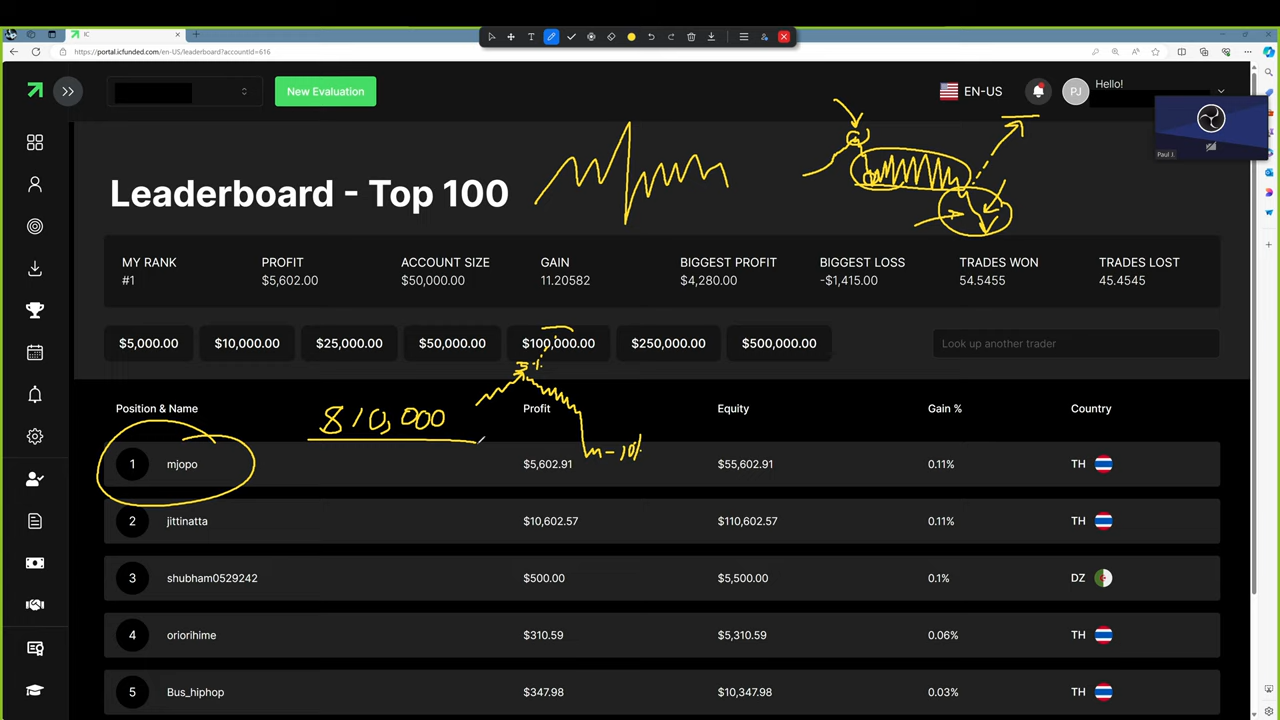 IC
https://portal.icfunded.com/en-US/leaderboard?accountId=616
New Evaluation
EN-US
PJ
Hello!
Paul J.
Leaderboard - Top 100
MY RANK PROFIT ACCOUNT SIZE GAIN BIGGEST PROFIT BIGGEST LOSS TRADES WON TRADES LOST
#1 $5,602.00 $50,000.00 11.20582 $4,280.00 -$1,415.00 54.5455 45.4545
$5,000.00 $10,000.00 $25,000.00 $50,000.00 $100,000.00 $250,000.00 $500,000.00 Look up another trader
5%
Position & Name Profit Equity Gain % Country
$10,000
-10%
1 mjopo $5,602.91 $55,602.91 0.11% TH
2 jittinatta $10,602.57 $110,602.57 0.11% TH
3 shubham0529242 $500.00 $5,500.00 0.1% DZ
4 oriorihime $310.59 $5,310.59 0.06% TH
5 Bus_hiphop $347.98 $10,347.98 0.03% TH